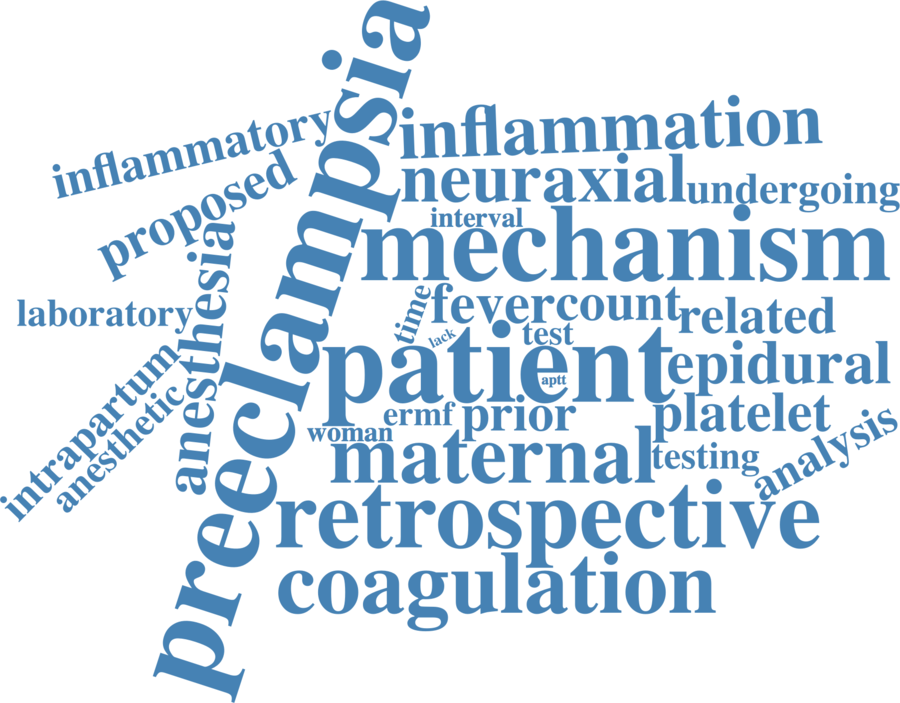 preeclampsia
inflammatory
inflammation
proposed
neuraxial
undergoing
interval
anesthesia
mechanism
laboratory
time
fever
count
related
lack
test
patient
aptt
epidural
intrapartum
anesthetic
ermf
prior
platelet
woman
maternal
testing
analysis
retrospective
coagulation